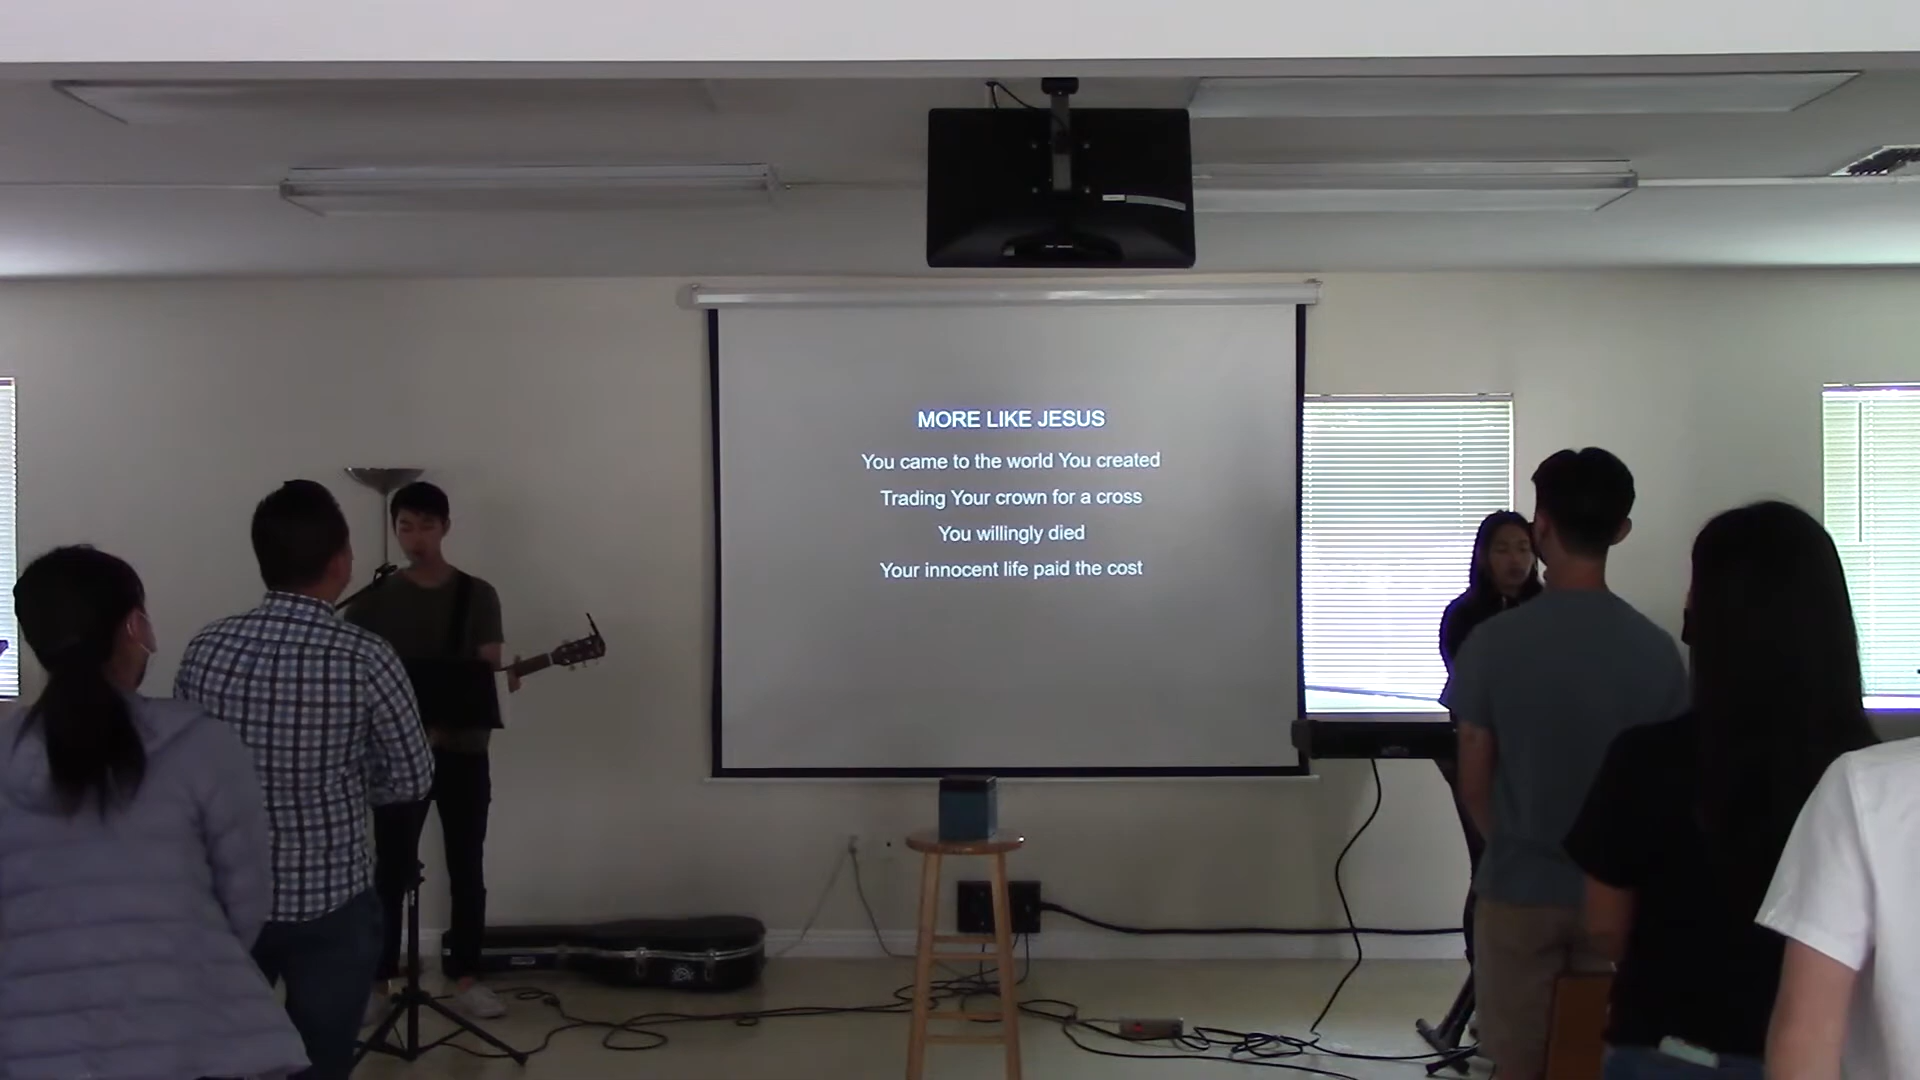 MORE LIKE JESUS
You came to the world You created
Trading Your crown for a cross
You willingly died
Your innocent life paid the cost